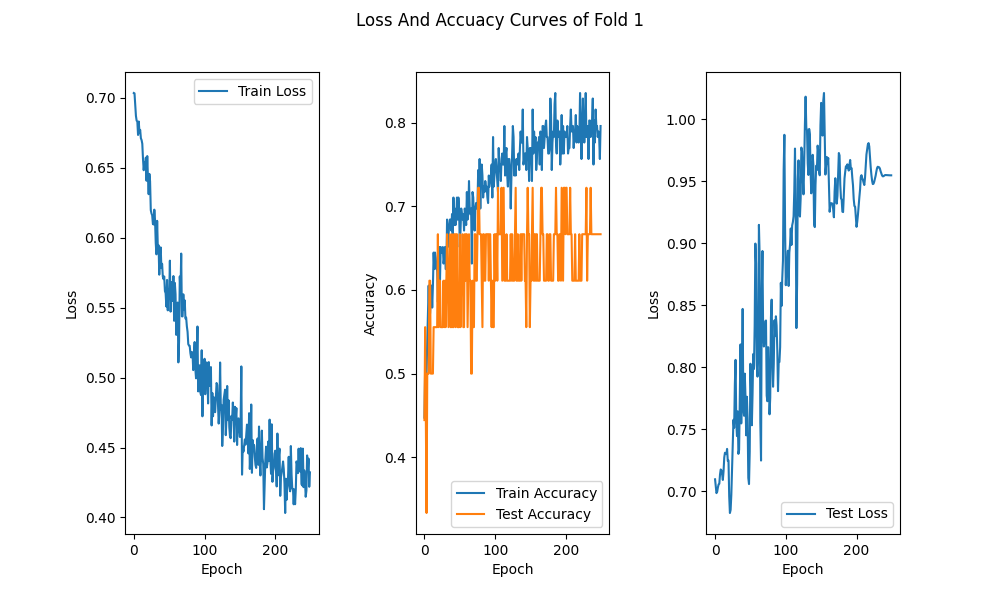 Loss And Accuacy Curves of Fold 1
Train Loss
0.70
0.65
0.60
0.55
0.50
0.45
0.40
Loss
0
100
200
Epoch
0.8
0.7
0.6
0.5
0.4
Accuracy
Train Accuracy
Test Accuracy
0
100
200
Epoch
1.00
0.95
0.90
0.85
0.80
0.75
0.70
Loss
Test Loss
0
100
200
Epoch